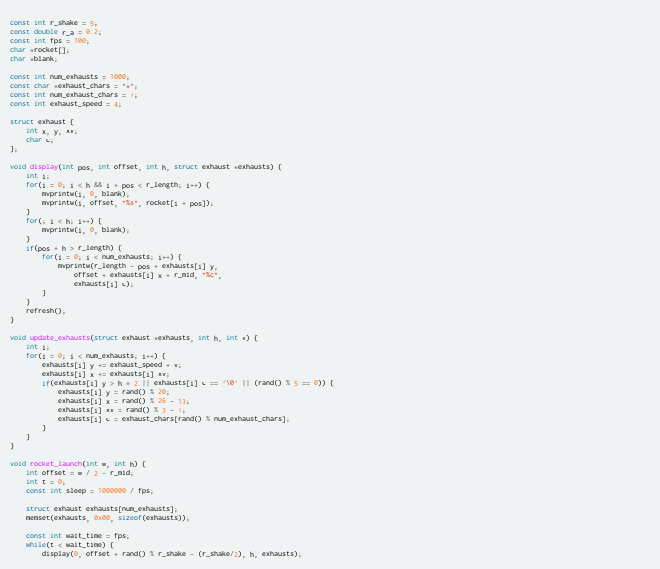 const int r_shake = 5;
const double r_a = 0.2;
const int fps = 100;
char *rocket[];
char *blank;

const int num_exhausts = 1000;
const char *exhaust_chars = "*";
const int num_exhaust_chars = 1;
const int exhaust_speed = 4;

struct exhaust {
    int x, y, xv;
    char c;
};

void display(int pos, int offset, int h, struct exhaust *exhausts) {
    int i;
    for(i = 0; i < h && i + pos < r_length; i++) {
        mvprintw(i, 0, blank);
        mvprintw(i, offset, "%s", rocket[i + pos]);
    }
    for(; i < h; i++) {
        mvprintw(i, 0, blank);
    }
    if(pos + h > r_length) {
        for(i = 0; i < num_exhausts; i++) {
            mvprintw(r_length - pos + exhausts[i].y,
                offset + exhausts[i].x + r_mid, "%c",
                exhausts[i].c);
        }
    }
    refresh();
}

void update_exhausts(struct exhaust *exhausts, int h, int v) {
    int i;
    for(i = 0; i < num_exhausts; i++) {
        exhausts[i].y += exhaust_speed + v;
        exhausts[i].x += exhausts[i].xv;
        if(exhausts[i].y > h * 2 || exhausts[i].c == '\0' || (rand() % 5 == 0)) {
            exhausts[i].y = rand() % 20;
            exhausts[i].x = rand() % 26 - 13;
            exhausts[i].xv = rand() % 3 - 1;
            exhausts[i].c = exhaust_chars[rand() % num_exhaust_chars];
        }
    }
}

void rocket_launch(int w, int h) {
    int offset = w / 2 - r_mid;
    int t = 0;
    const int sleep = 1000000 / fps;

    struct exhaust exhausts[num_exhausts];
    memset(exhausts, 0x00, sizeof(exhausts));

    const int wait_time = fps;
    while(t < wait_time) {
        display(0, offset + rand() % r_shake - (r_shake/2), h, exhausts);